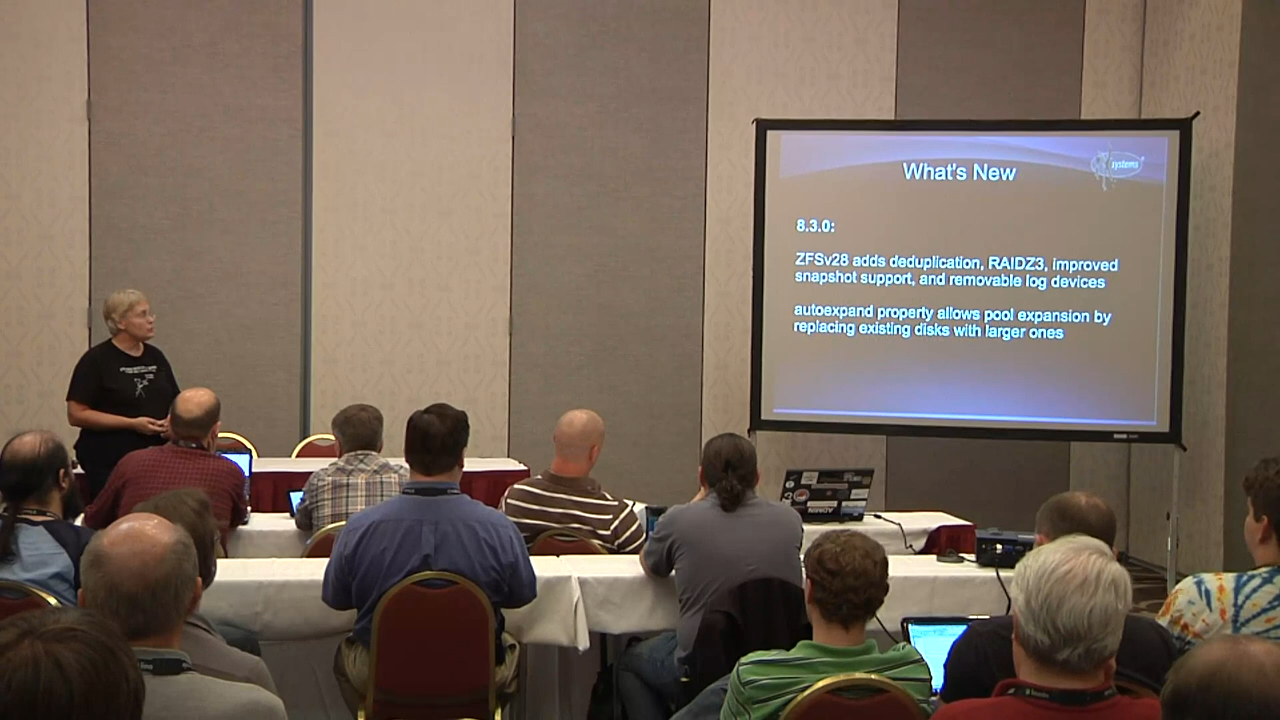 What's New
systems
8.3.0:
ZFSv28 adds deduplication, RAIDZ3, improved
snapshot support, and removable log devices
autoexpand property allows pool expansion by
replacing existing disks with larger ones
ADMIN